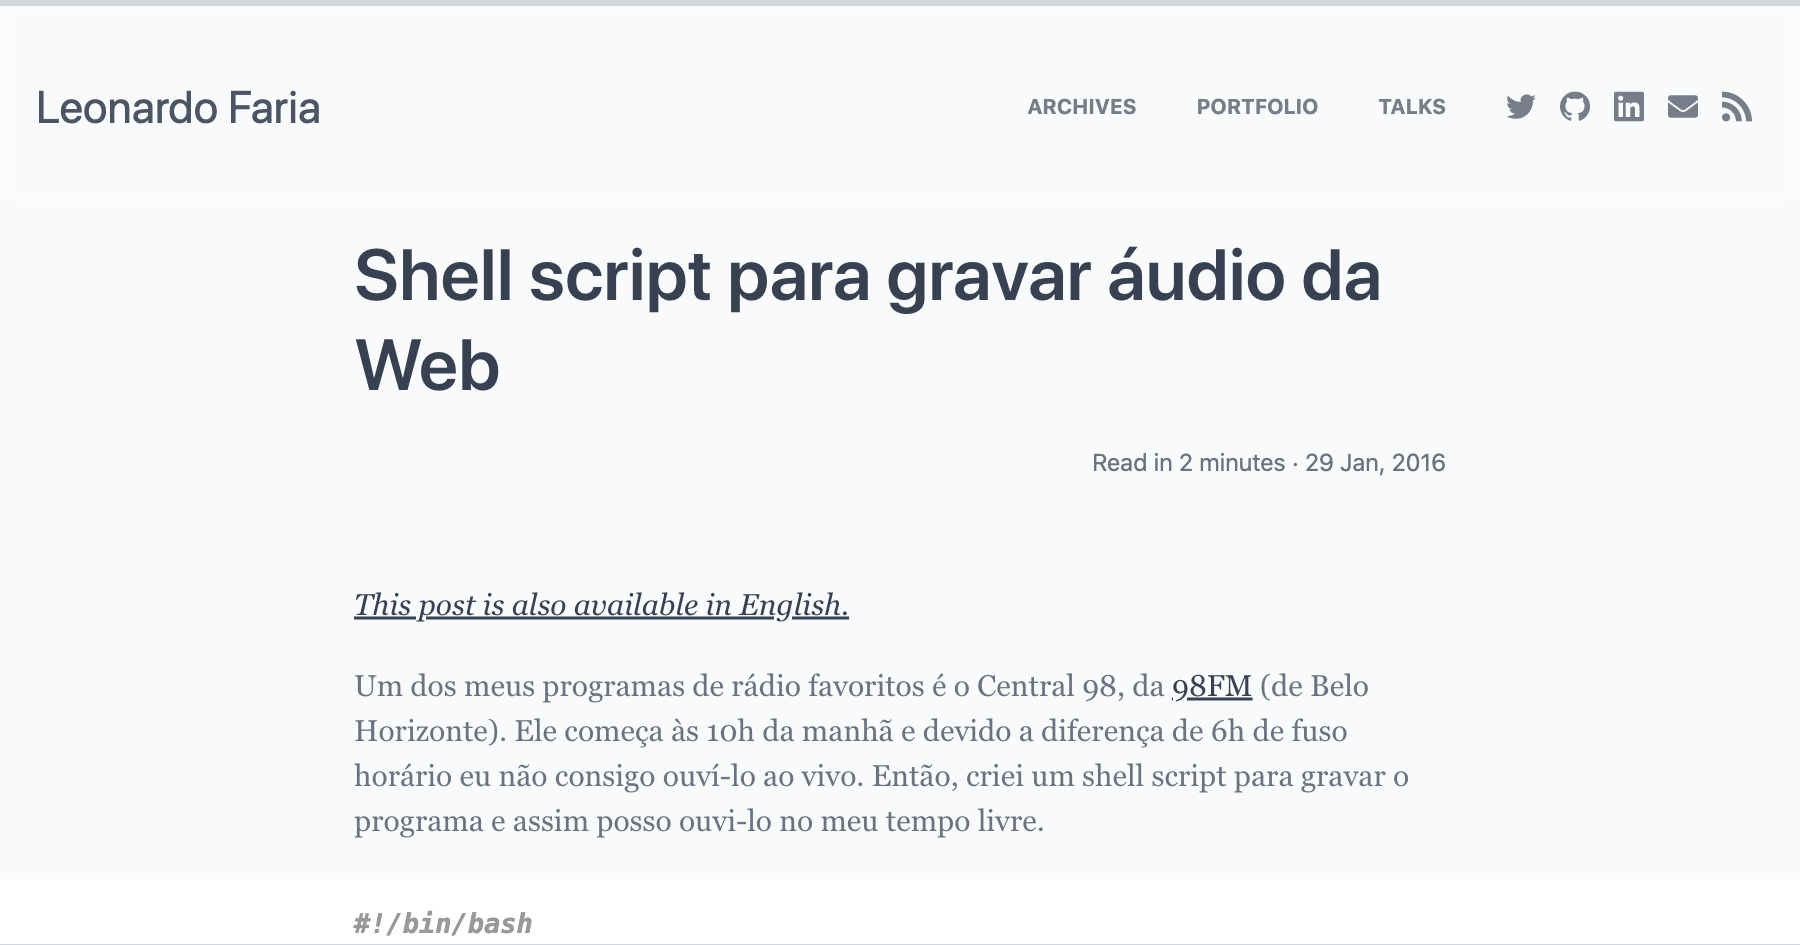 Leonardo Faria
ARCHIVES
PORTFOLIO
TALKS
Shell script para gravar áudio da
Web
Read in 2 minutes · 29 Jan, 2016
This post is also available in English.
Um dos meus programas de rádio favoritos é o Central 98, da 98FM (de Belo
Horizonte). Ele começa às 10h da manhã e devido a diferença de 6h de fuso
horário eu não consigo ouví-lo ao vivo. Então, criei um shell script para gravar o
programa e assim posso ouvi-lo no meu tempo livre.
#!/bin/bash